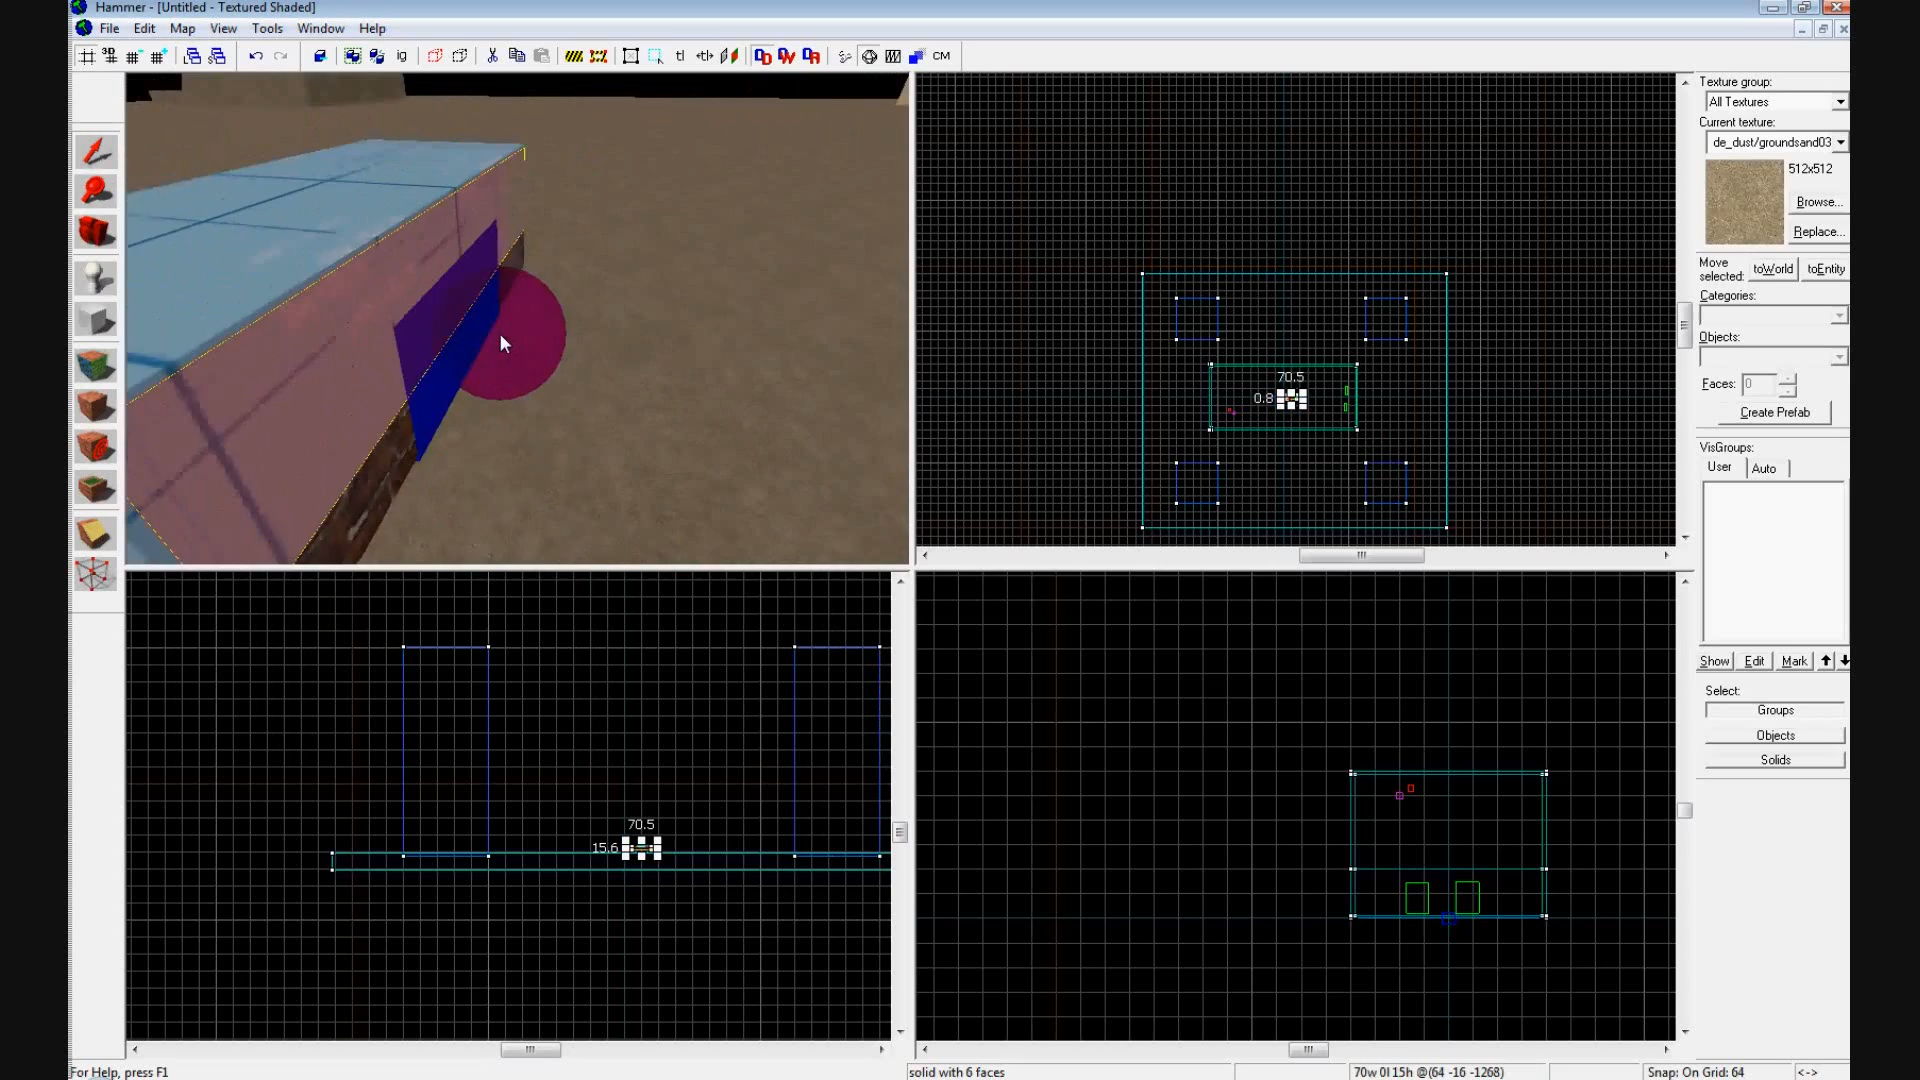 Hammer - [Untitled - Textured Shaded]
File Edit Map View Tools Window Help
3D ig tl CM
Texture group:
All Textures
Current texture:
de_dust/groundsand03
512x512
Browse...
Replace...
Move selected: toWorld toEntity
Categories:
Objects:
Faces: 0
Create Prefab
VisGroups:
User Auto
Show Edit Mark
Select:
Groups
Objects
Solids
70.5
0.8
70.5
15.6
For Help, press F1
solid with 6 faces
70w 0l 15h @(64 -16 -1268)
Snap: On Grid: 64
<->